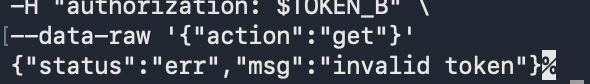 -H "authorization: $TOKEN_B" \
[--data-raw '{"action":"get"}'
{"status":"err","msg":"invalid token"}%